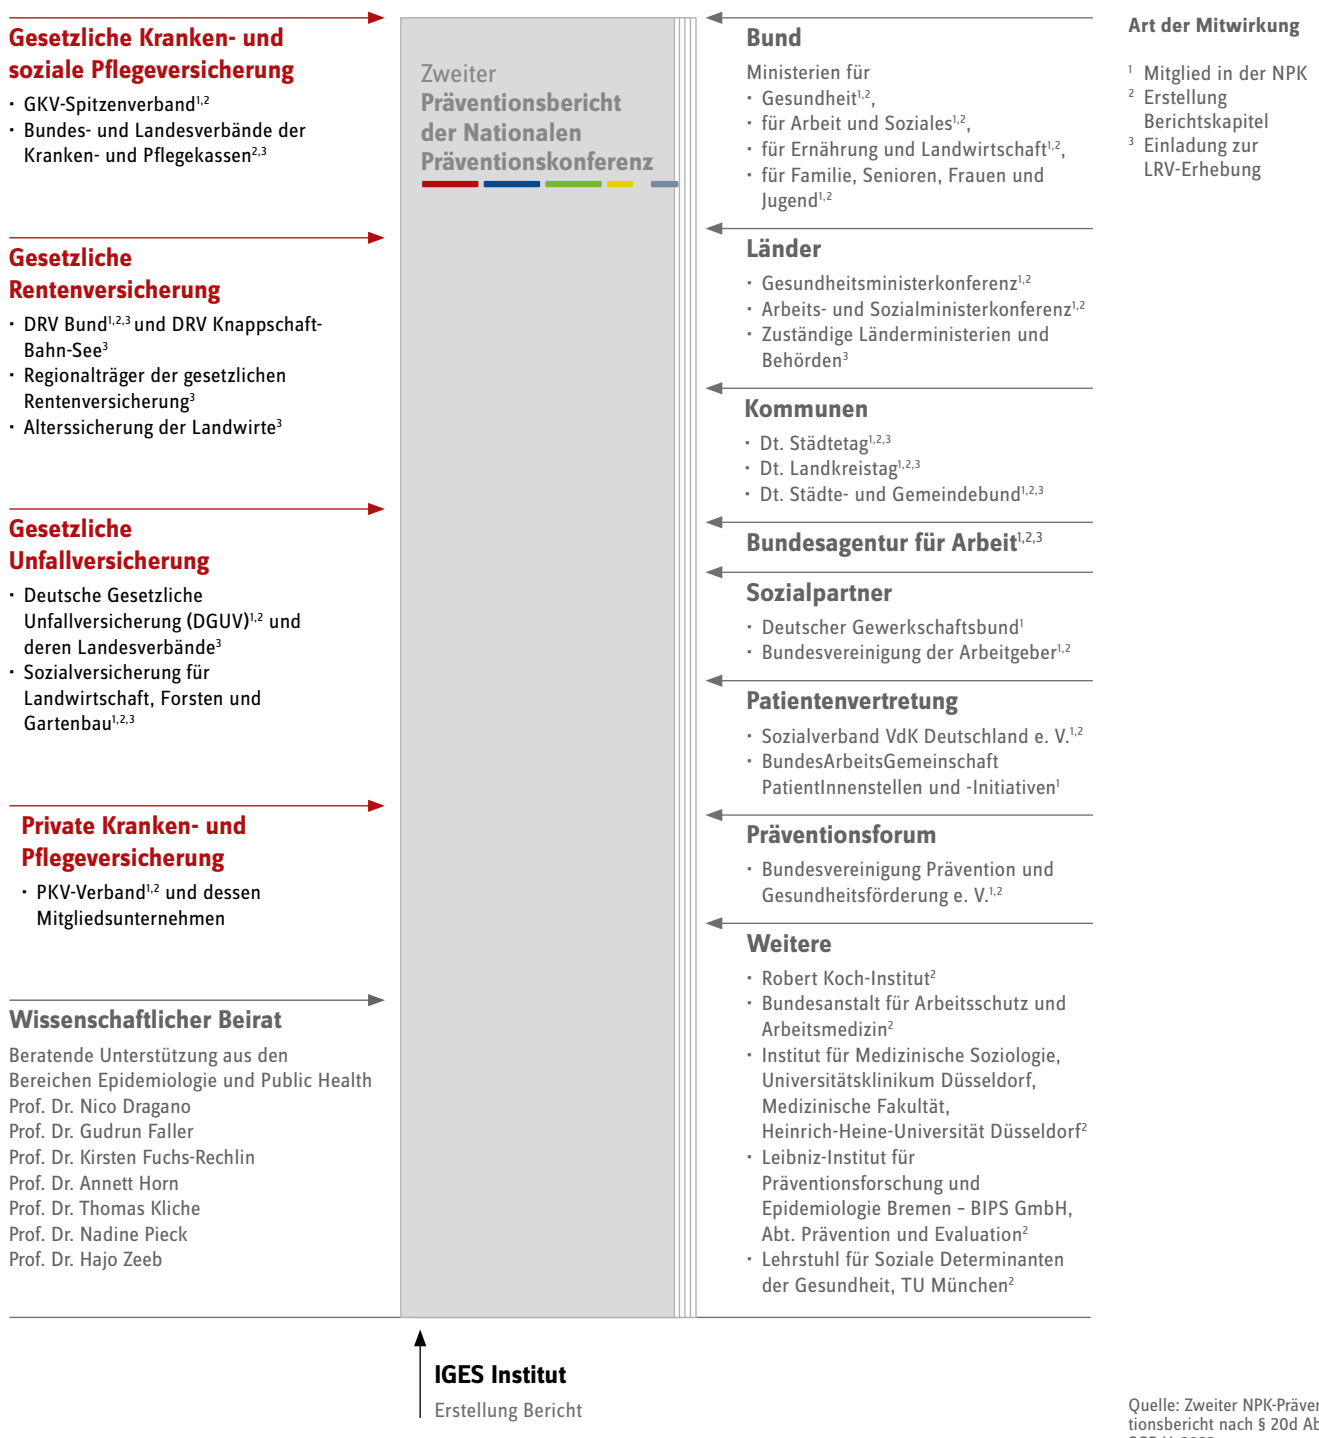 Gesetzliche Kranken- und
soziale Pflegeversicherung
· GKV-Spitzenverband1,2
· Bundes- und Landesverbände der
Kranken- und Pflegekassen2,3
Gesetzliche
Rentenversicherung
· DRV Bund1,2,3 und DRV Knappschaft-
Bahn-See3
· Regionalträger der gesetzlichen
Rentenversicherung3
· Alterssicherung der Landwirte3
Gesetzliche
Unfallversicherung
· Deutsche Gesetzliche
Unfallversicherung (DGUV)1,2 und
deren Landesverbände3
· Sozialversicherung für
Landwirtschaft, Forsten und
Gartenbau1,2,3
Private Kranken- und
Pflegeversicherung
· PKV-Verband1,2 und dessen
Mitgliedsunternehmen
Wissenschaftlicher Beirat
Beratende Unterstützung aus den
Bereichen Epidemiologie und Public Health
Prof. Dr. Nico Dragano
Prof. Dr. Gudrun Faller
Prof. Dr. Kirsten Fuchs-Rechlin
Prof. Dr. Annett Horn
Prof. Dr. Thomas Kliche
Prof. Dr. Nadine Pieck
Prof. Dr. Hajo Zeeb
Zweiter
Präventionsbericht
der Nationalen
Präventionskonferenz
Bund
Ministerien für
· Gesundheit1,2,
· für Arbeit und Soziales1,2,
· für Ernährung und Landwirtschaft1,2,
· für Familie, Senioren, Frauen und
Jugend1,2
Länder
· Gesundheitsministerkonferenz1,2
· Arbeits- und Sozialministerkonferenz1,2
· Zuständige Länderministerien und
Behörden3
Kommunen
· Dt. Städtetag1,2,3
· Dt. Landkreistag1,2,3
· Dt. Städte- und Gemeindebund1,2,3
Bundesagentur für Arbeit1,2,3
Sozialpartner
· Deutscher Gewerkschaftsbund1
· Bundesvereinigung der Arbeitgeber1,2
Patientenvertretung
· Sozialverband VdK Deutschland e. V.1,2
· BundesArbeitsGemeinschaft
PatientInnenstellen und -Initiativen1
Präventionsforum
· Bundesvereinigung Prävention und
Gesundheitsförderung e. V.1,2
Weitere
· Robert Koch-Institut2
· Bundesanstalt für Arbeitsschutz und
Arbeitsmedizin2
· Institut für Medizinische Soziologie,
Universitätsklinikum Düsseldorf,
Medizinische Fakultät,
Heinrich-Heine-Universität Düsseldorf2
· Leibniz-Institut für
Präventionsforschung und
Epidemiologie Bremen – BIPS GmbH,
Abt. Prävention und Evaluation2
· Lehrstuhl für Soziale Determinanten
der Gesundheit, TU München2
Art der Mitwirkung
1 Mitglied in der NPK
2 Erstellung
Berichtskapitel
3 Einladung zur
LRV-Erhebung
IGES Institut
Erstellung Bericht
Quelle: Zweiter NPK-Präven
tionsbericht nach § 20d Ab